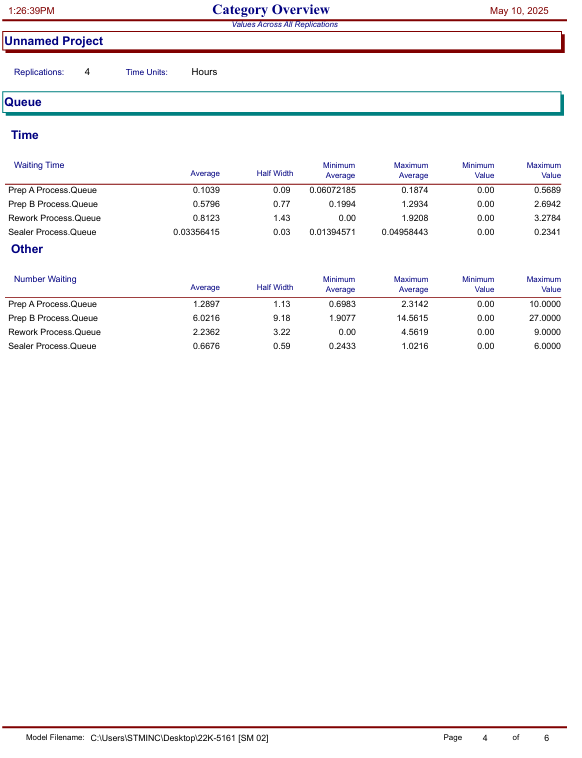 1:26:39PM Category Overview May 10, 2025
Values Across All Replications
Unnamed Project
Replications: 4 Time Units: Hours
Queue
Time
Waiting Time Average Half Width Minimum Average Maximum Average Minimum Value Maximum Value
Prep A Process.Queue 0.1039 0.09 0.06072185 0.1874 0.00 0.5689
Prep B Process.Queue 0.5796 0.77 0.1994 1.2934 0.00 2.6942
Rework Process.Queue 0.8123 1.43 0.00 1.9208 0.00 3.2784
Sealer Process.Queue 0.03356415 0.03 0.01394571 0.04958443 0.00 0.2341
Other
Number Waiting Average Half Width Minimum Average Maximum Average Minimum Value Maximum Value
Prep A Process.Queue 1.2897 1.13 0.6983 2.3142 0.00 10.0000
Prep B Process.Queue 6.0216 9.18 1.9077 14.5615 0.00 27.0000
Rework Process.Queue 2.2362 3.22 0.00 4.5619 0.00 9.0000
Sealer Process.Queue 0.6676 0.59 0.2433 1.0216 0.00 6.0000
Model Filename: C:\Users\STMINC\Desktop\22K-5161 [SM 02] Page 4 of 6